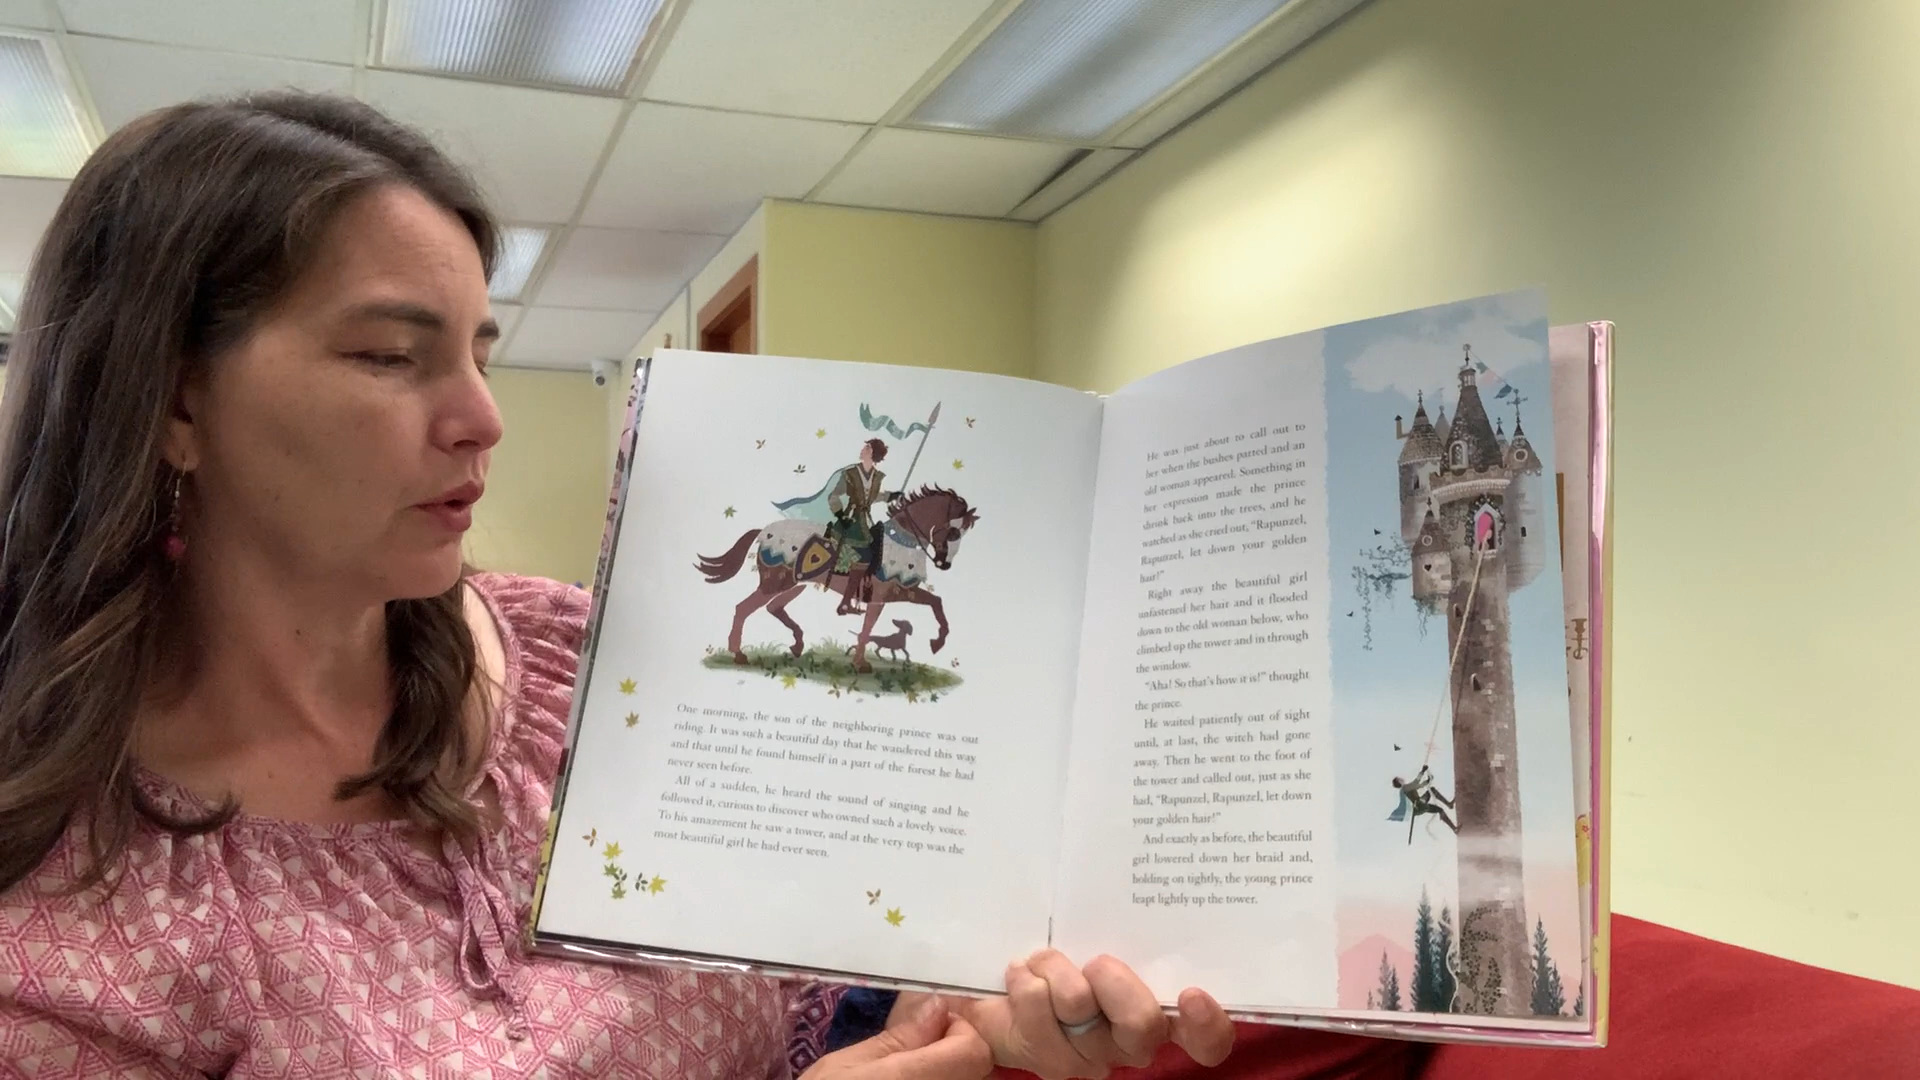 One morning, the son of the neighboring prince was out
riding. It was such a beautiful day that he wandered this way
and that until he found himself in a part of the forest he had
never seen before.
All of a sudden, he heard the sound of singing and he
followed it, curious to discover who owned such a lovely voice.
To his amazement he saw a tower, and at the very top was the
most beautiful girl he had ever seen.
He was just about to call out to
her when the bushes parted and an
old woman appeared. Something in
her expression made the prince
shrink back into the trees, and he
watched as she cried out, “Rapunzel,
Rapunzel, let down your golden
hair!”
Right away the beautiful girl
unfastened her hair and it flooded
down to the old woman below, who
climbed up the tower and in through
the window.
“Aha! So that’s how it is!” thought
the prince.
He waited patiently out of sight
until, at last, the witch had gone
away. Then he went to the foot of
the tower and called out, just as she
had, “Rapunzel, Rapunzel, let down
your golden hair!”
And exactly as before, the beautiful
girl lowered down her braid and,
holding on tightly, the young prince
leapt lightly up the tower.